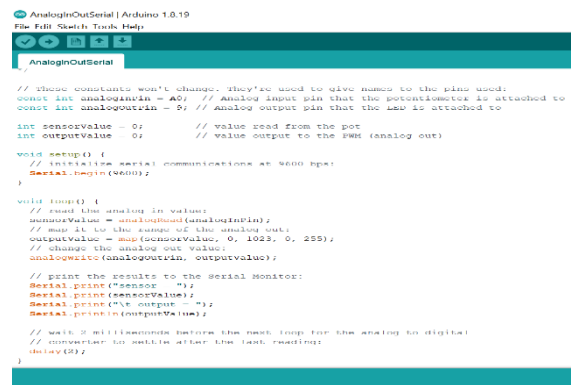 AnalogInOutSerial | Arduino 1.8.19
File Edit Sketch Tools Help
AnalogInOutSerial
*/
// These constants won't change. They're used to give names to the pins used:
const int analogInPin = A0; // Analog input pin that the potentiometer is attached to
const int analogOutPin = 9; // Analog output pin that the LED is attached to
int sensorValue = 0; // value read from the pot
int outputValue = 0; // value output to the PWM (analog out)
void setup() {
// initialize serial communications at 9600 bps:
Serial.begin(9600);
}
void loop() {
// read the analog in value:
sensorValue = analogRead(analogInPin);
// map it to the range of the analog out:
outputValue = map(sensorValue, 0, 1023, 0, 255);
// change the analog out value:
analogWrite(analogOutPin, outputValue);
// print the results to the Serial Monitor:
Serial.print("sensor = ");
Serial.print(sensorValue);
Serial.print("\t output = ");
Serial.println(outputValue);
// wait 2 milliseconds before the next loop for the analog-to-digital
// converter to settle after the last reading:
delay(2);
}